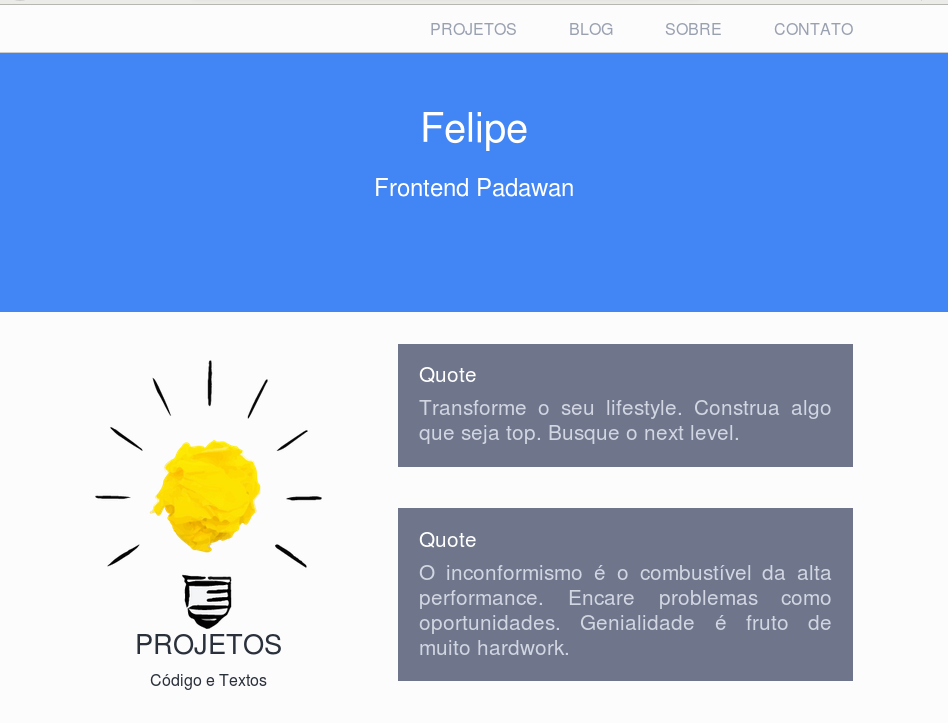 PROJETOS BLOG SOBRE CONTATO
Felipe
Frontend Padawan
PROJETOS
Código e Textos
Quote
Transforme o seu lifestyle. Construa algo
que seja top. Busque o next level.
Quote
O inconformismo é o combustível da alta
performance. Encare problemas como
oportunidades. Genialidade é fruto de
muito hardwork.